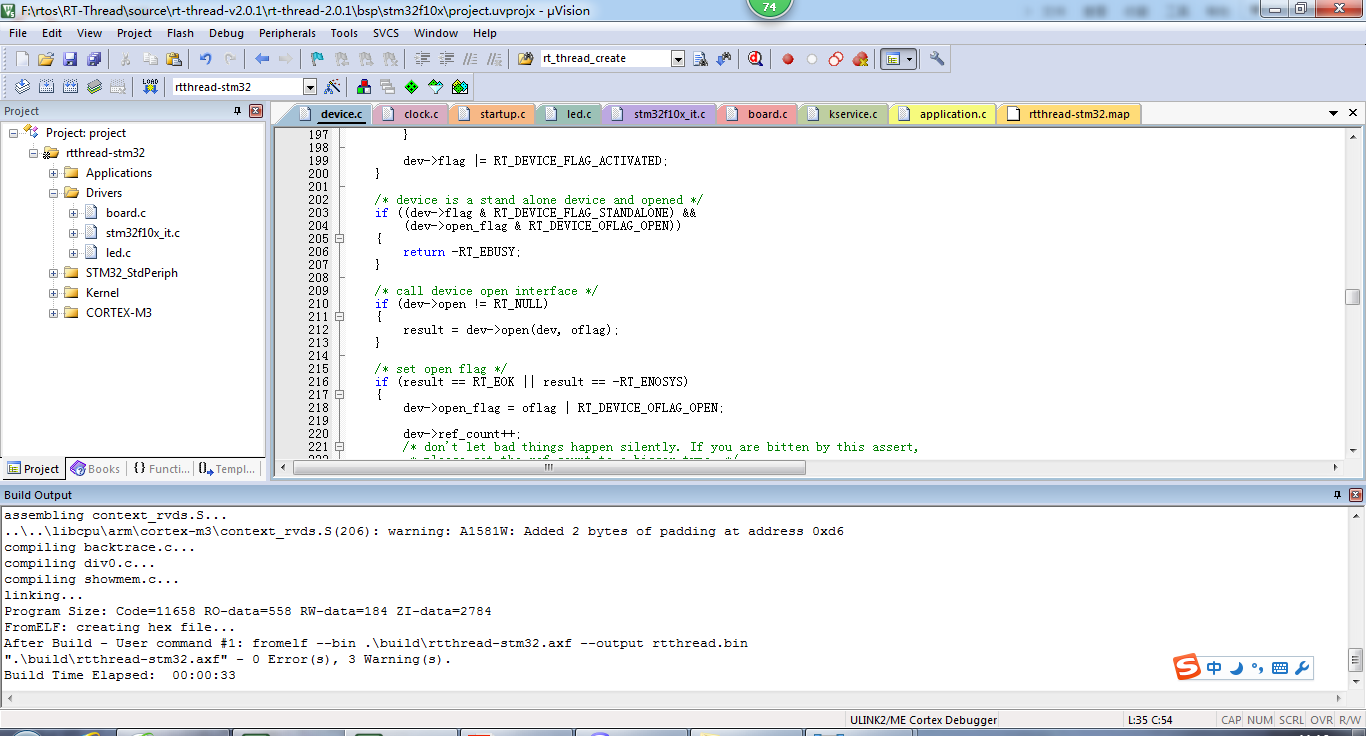 F:\rtos\RT-Thread\source\rt-thread-v2.0.1\rt-thread-2.0.1\bsp\stm32f10x\project.uvprojx - µVision
74
File Edit View Project Flash Debug Peripherals Tools SVCS Window Help
rt_thread_create
LOAD
rtthread-stm32
Project
Project: project
rtthread-stm32
Applications
Drivers
board.c
stm32f10x_it.c
led.c
STM32_StdPeriph
Kernel
CORTEX-M3
Project Books {} Functi... Templ...
device.c clock.c startup.c led.c stm32f10x_it.c board.c kservice.c application.c rtthread-stm32.map
197 }
198
199 dev->flag |= RT_DEVICE_FLAG_ACTIVATED;
200 }
201
202 /* device is a stand alone device and opened */
203 if ((dev->flag & RT_DEVICE_FLAG_STANDALONE) &&
204 (dev->open_flag & RT_DEVICE_OFLAG_OPEN))
205 {
206 return -RT_EBUSY;
207 }
208
209 /* call device open interface */
210 if (dev->open != RT_NULL)
211 {
212 result = dev->open(dev, oflag);
213 }
214
215 /* set open flag */
216 if (result == RT_EOK || result == -RT_ENOSYS)
217 {
218 dev->open_flag = oflag | RT_DEVICE_OFLAG_OPEN;
219
220 dev->ref_count++;
221 /* don't let bad things happen silently. If you are bitten by this assert,
Build Output
assembling context_rvds.S...
..\..\libcpu\arm\cortex-m3\context_rvds.S(206): warning: A1581W: Added 2 bytes of padding at address 0xd6
compiling backtrace.c...
compiling div0.c...
compiling showmem.c...
linking...
Program Size: Code=11658 RO-data=558 RW-data=184 ZI-data=2784
FromELF: creating hex file...
After Build - User command #1: fromelf --bin .\build\rtthread-stm32.axf --output rtthread.bin
".\build\rtthread-stm32.axf" - 0 Error(s), 3 Warning(s).
Build Time Elapsed: 00:00:33
中
ULINK2/ME Cortex Debugger L:35 C:54 CAP NUM SCRL OVR R/W